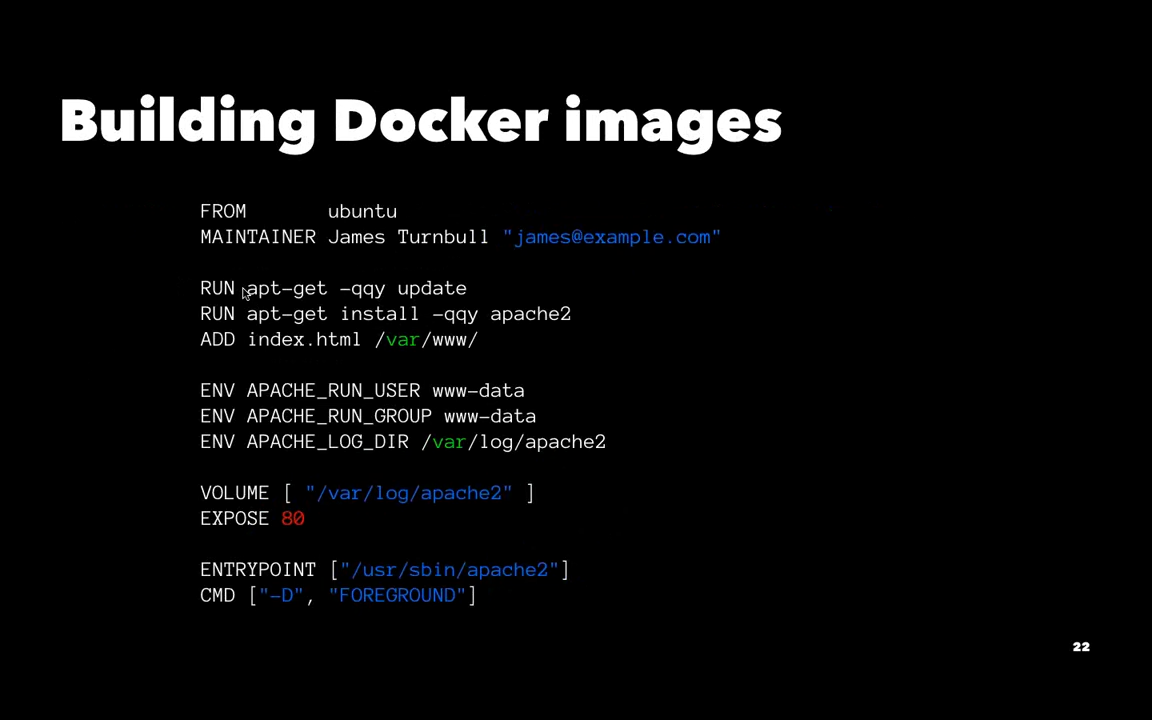 Building Docker images
FROM       ubuntu
MAINTAINER James Turnbull "james@example.com"
RUN apt-get -qqy update
RUN apt-get install -qqy apache2
ADD index.html /var/www/
ENV APACHE_RUN_USER www-data
ENV APACHE_RUN_GROUP www-data
ENV APACHE_LOG_DIR /var/log/apache2
VOLUME [ "/var/log/apache2" ]
EXPOSE 80
ENTRYPOINT ["/usr/sbin/apache2"]
CMD ["-D", "FOREGROUND"]
22